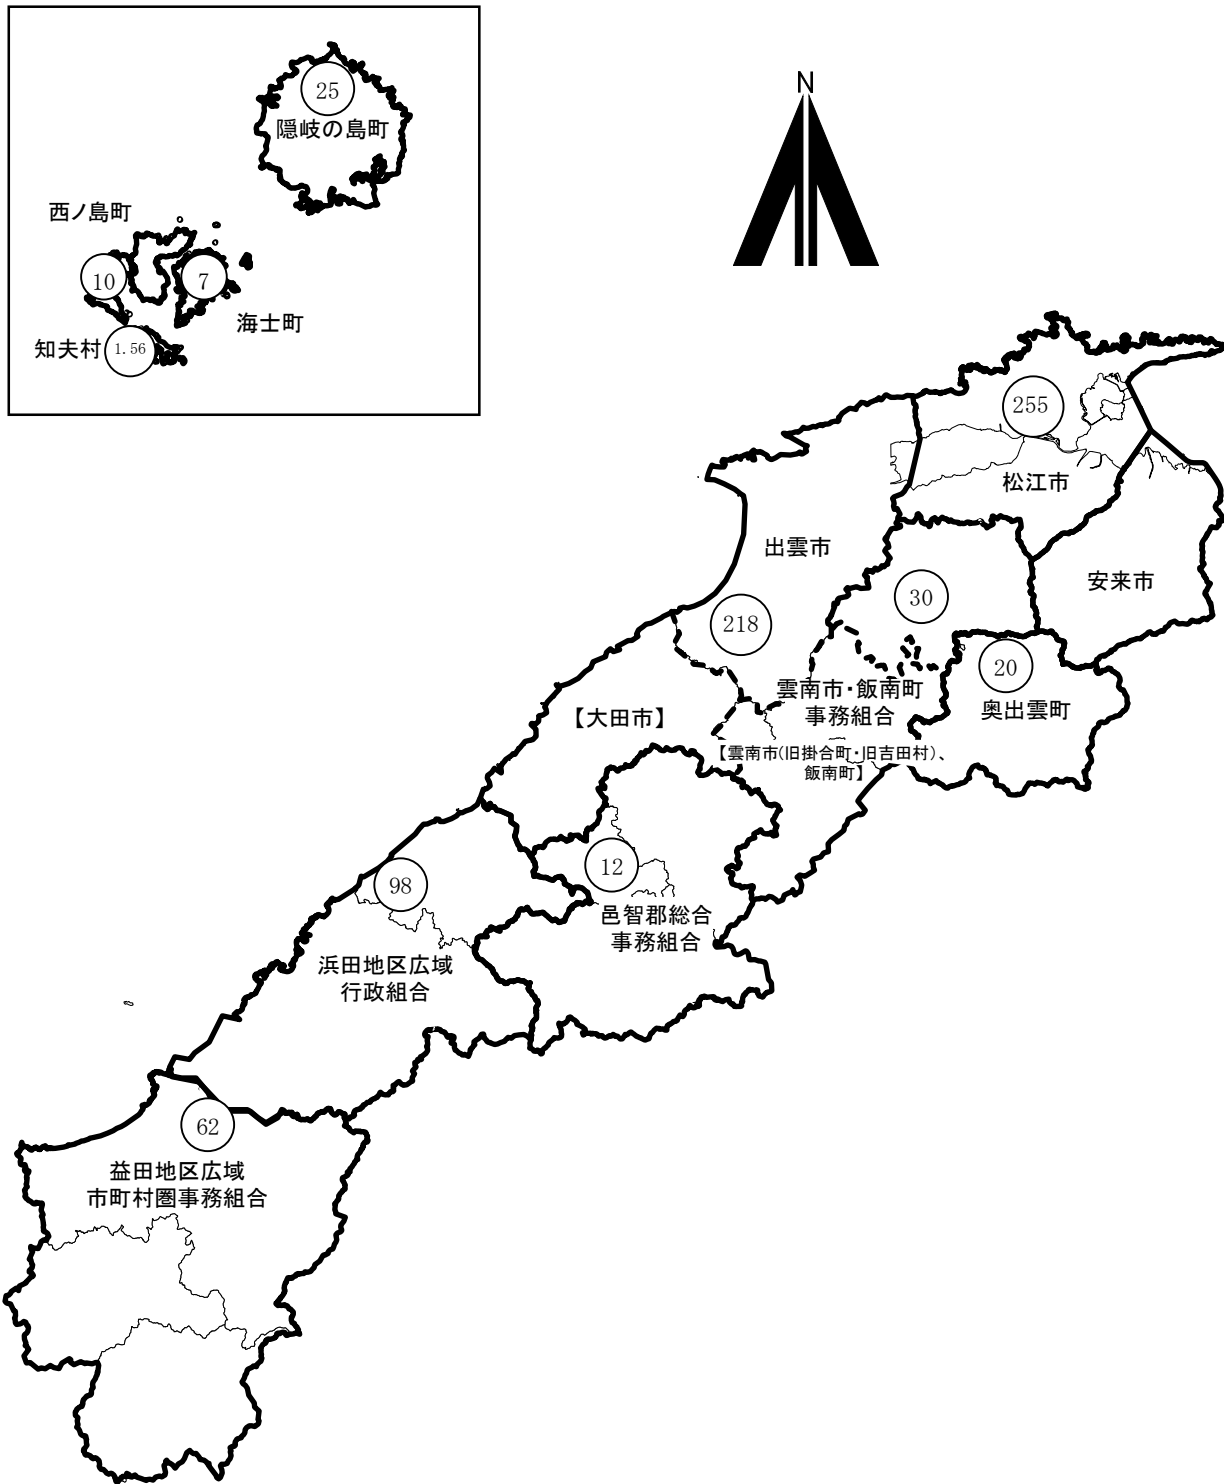 25
隠岐の島町
西ノ島町
10
7
海士町
知夫村
1.56
N
255
松江市
出雲市
安来市
30
218
20
雲南市・飯南町
事務組合
奥出雲町
【大田市】
【雲南市(旧掛合町・旧吉田村)、
飯南町】
12
98
邑智郡総合
事務組合
浜田地区広域
行政組合
62
益田地区広域
市町村圏事務組合